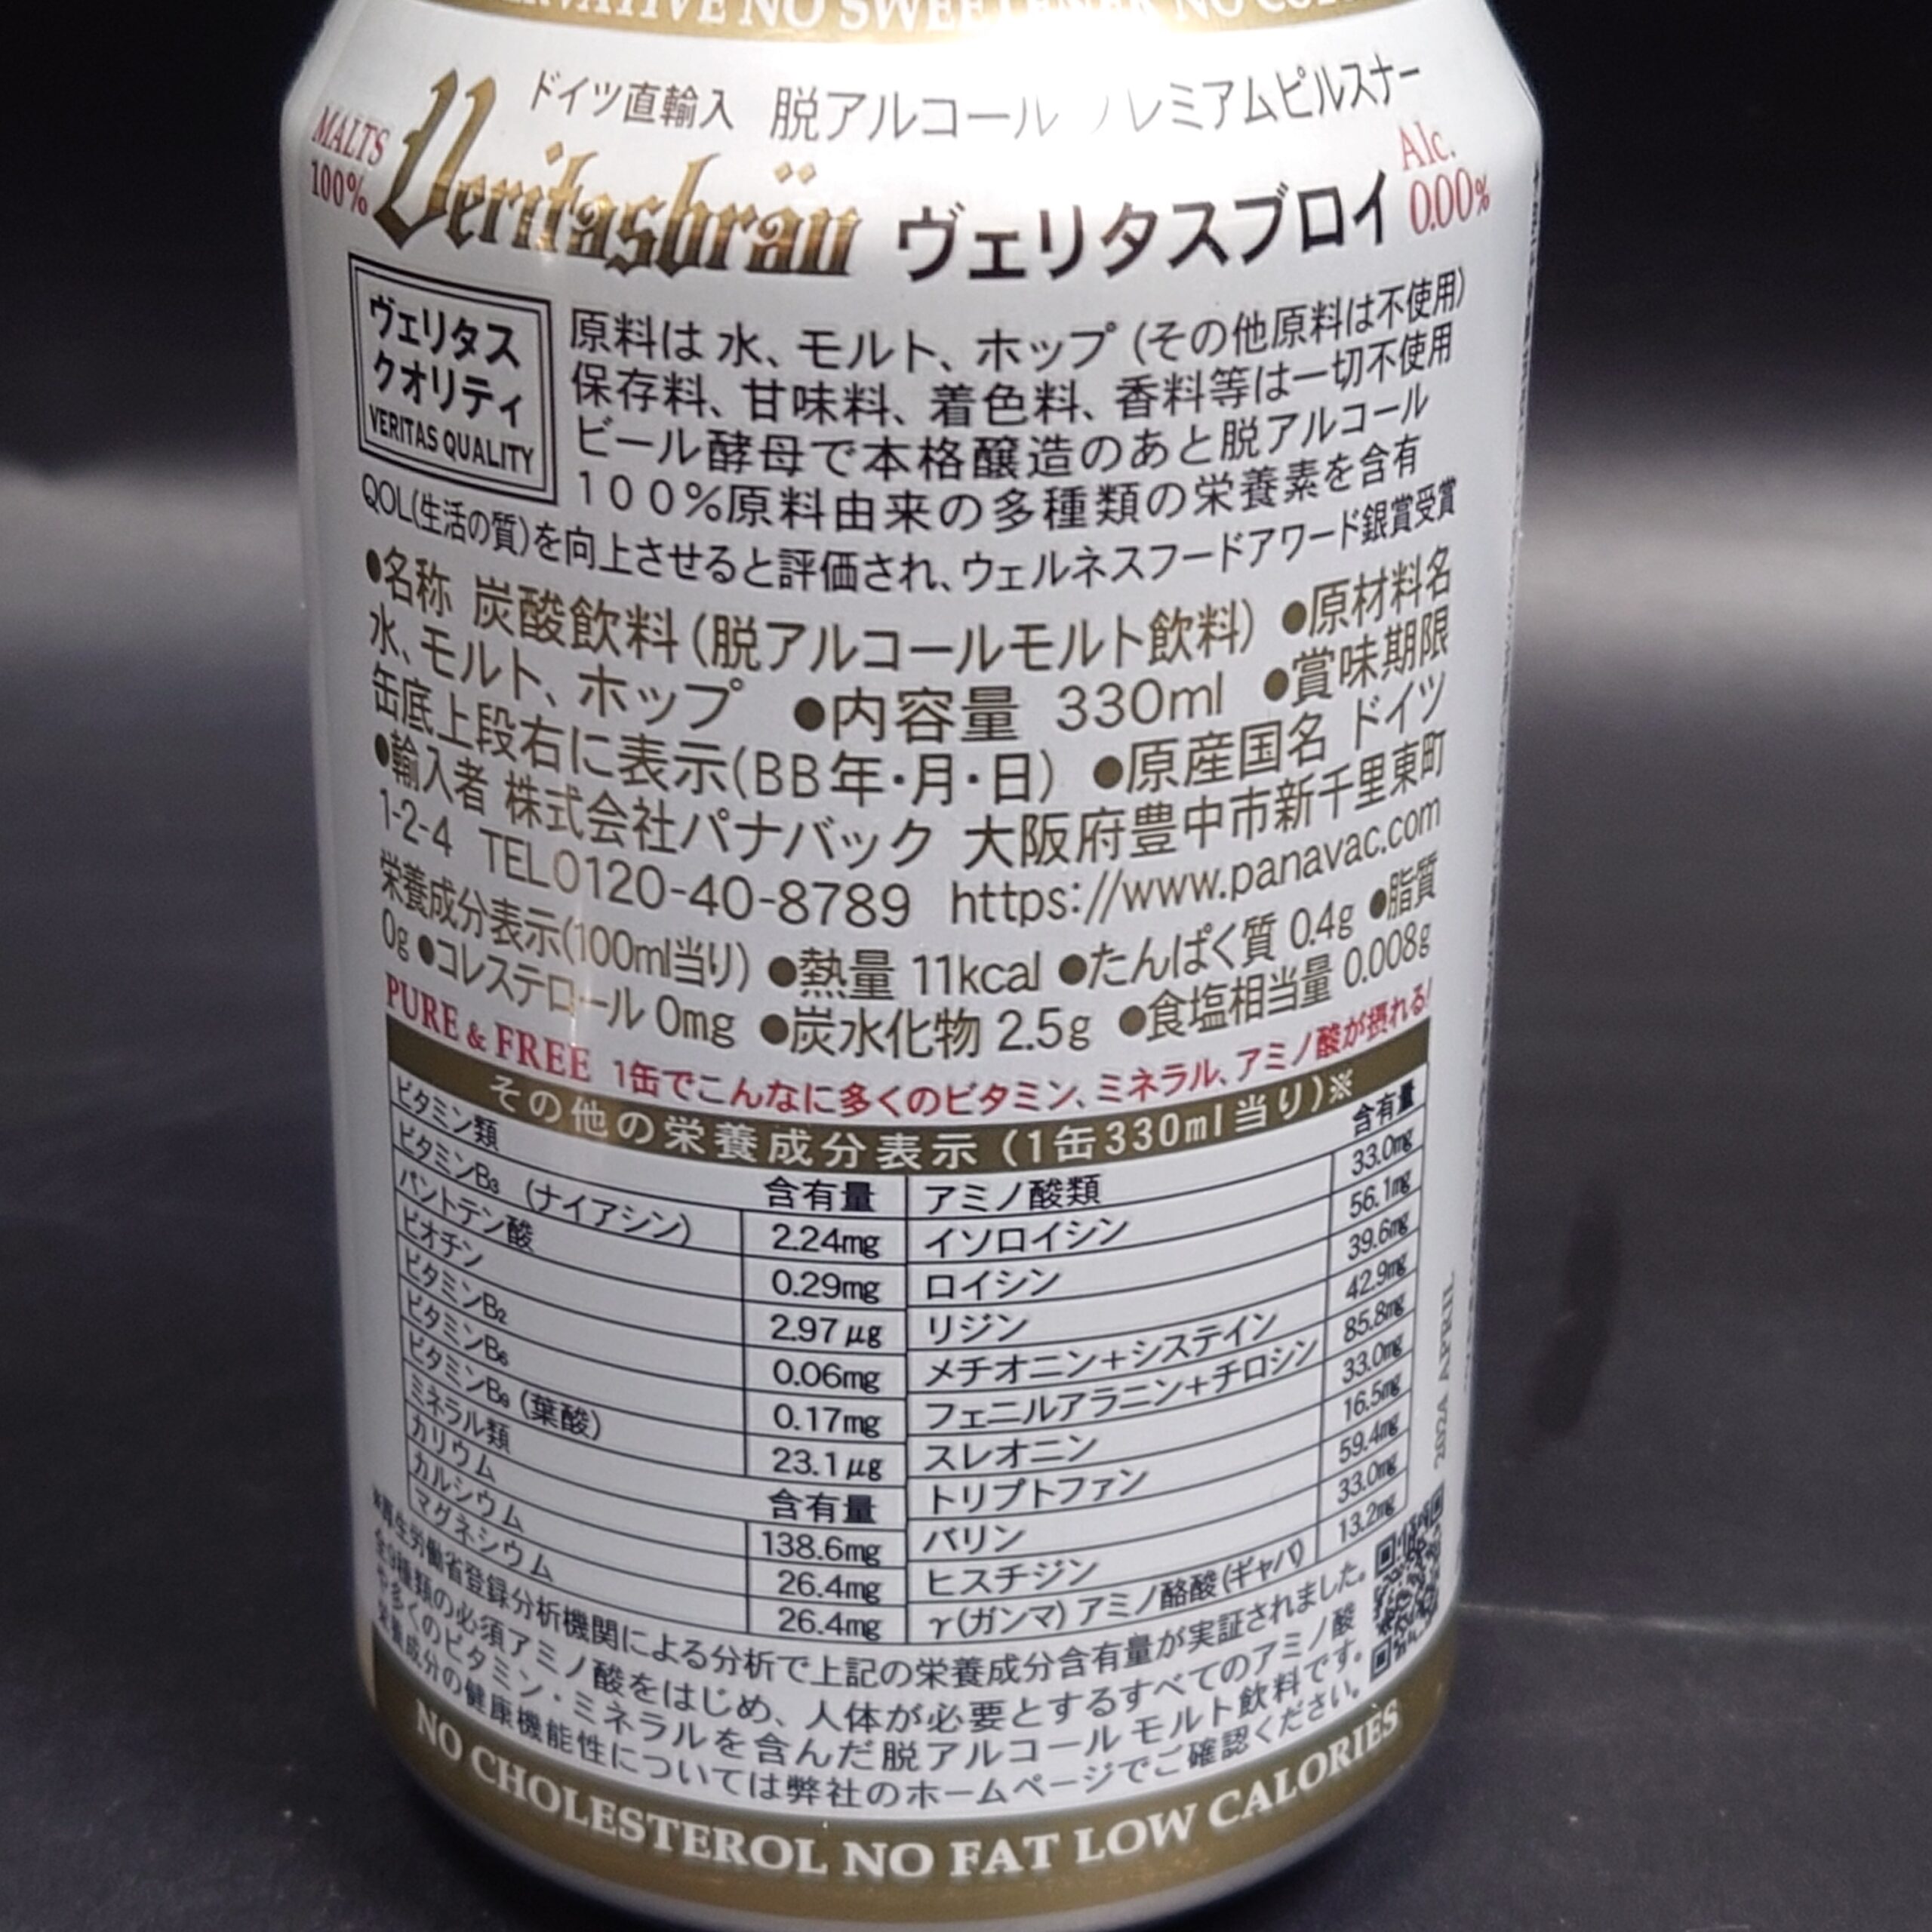 NO SWEETENER NO
ドイツ直輸入 脱アルコール プレミアムピルスナー
MALTS
100%
Veritasbräu ヴェリタスブロイ
Alc.
0.00%
ヴェリタス
クオリティ
VERITAS QUALITY
原料は 水、モルト、ホップ (その他原料は不使用)
保存料、甘味料、着色料、香料等は一切不使用
ビール酵母で本格醸造のあと脱アルコール
100%原料由来の多種類の栄養素を含有
QOL(生活の質)を向上させると評価され、ウェルネスフードアワード銀賞受賞
●名称 炭酸飲料(脱アルコールモルト飲料) ●原材料名
水、モルト、ホップ ●内容量 330ml ●賞味期限
缶底上段右に表示(BB年・月・日) ●原産国名 ドイツ
●輸入者 株式会社パナバック 大阪府豊中市新千里東町
1-2-4 TEL0120-40-8789 https://www.panavac.com
栄養成分表示(100ml当り) ●熱量 11kcal ●たんぱく質 0.4g ●脂質
0g ●コレステロール 0mg ●炭水化物 2.5g ●食塩相当量 0.008g
PURE & FREE 1缶でこんなに多くのビタミン、ミネラル、アミノ酸が摂れる!
その他の栄養成分表示 (1缶330ml当り)※
ビタミン類 含有量
ビタミンB3 (ナイアシン) 2.24mg
パントテン酸 0.29mg
ビオチン 2.97μg
ビタミンB2 0.06mg
ビタミンB6 0.17mg
ビタミンB9 (葉酸) 23.1μg
ミネラル類 含有量
カリウム 138.6mg
カルシウム 26.4mg
マグネシウム 26.4mg
アミノ酸類 含有量
イソロイシン 33.0mg
ロイシン 56.1mg
リジン 39.6mg
メチオニン+システイン 42.9mg
フェニルアラニン+チロシン 85.8mg
スレオニン 33.0mg
トリプトファン 16.5mg
バリン 59.4mg
ヒスチジン 33.0mg
γ(ガンマ)アミノ酪酸(ギャバ) 13.2mg
※厚生労働省登録分析機関による分析で上記の栄養成分含有量が実証されました。
全9種類の必須アミノ酸をはじめ、人体が必要とするすべてのアミノ酸
や多くのビタミン・ミネラルを含んだ脱アルコール モルト飲料です。
栄養成分の健康機能性については弊社のホームページでご確認ください。
2024 APRIL
NO CHOLESTEROL NO FAT LOW CALORIES